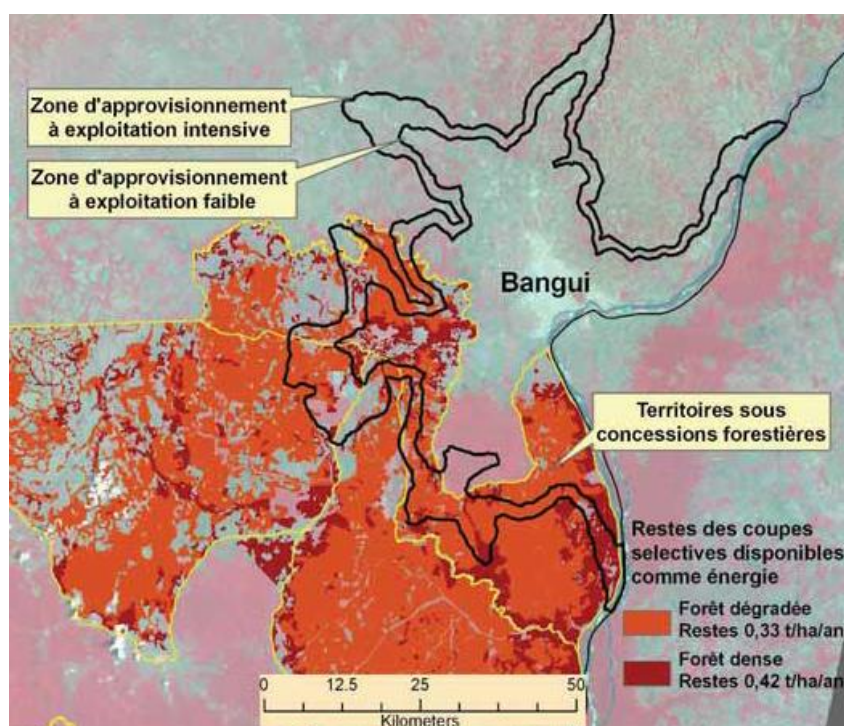 Zone d'approvisionnement
à exploitation intensive
Zone d'approvisionnement
à exploitation faible
Bangui
Territoires sous
concessions forestières
Restes des coupes
selectives disponibles
comme énergie
Forêt dégradée
Restes 0,33 t/ha/an
Forêt dense
Restes 0,42 t/ha/an
0 12.5 25 50
Kilometers